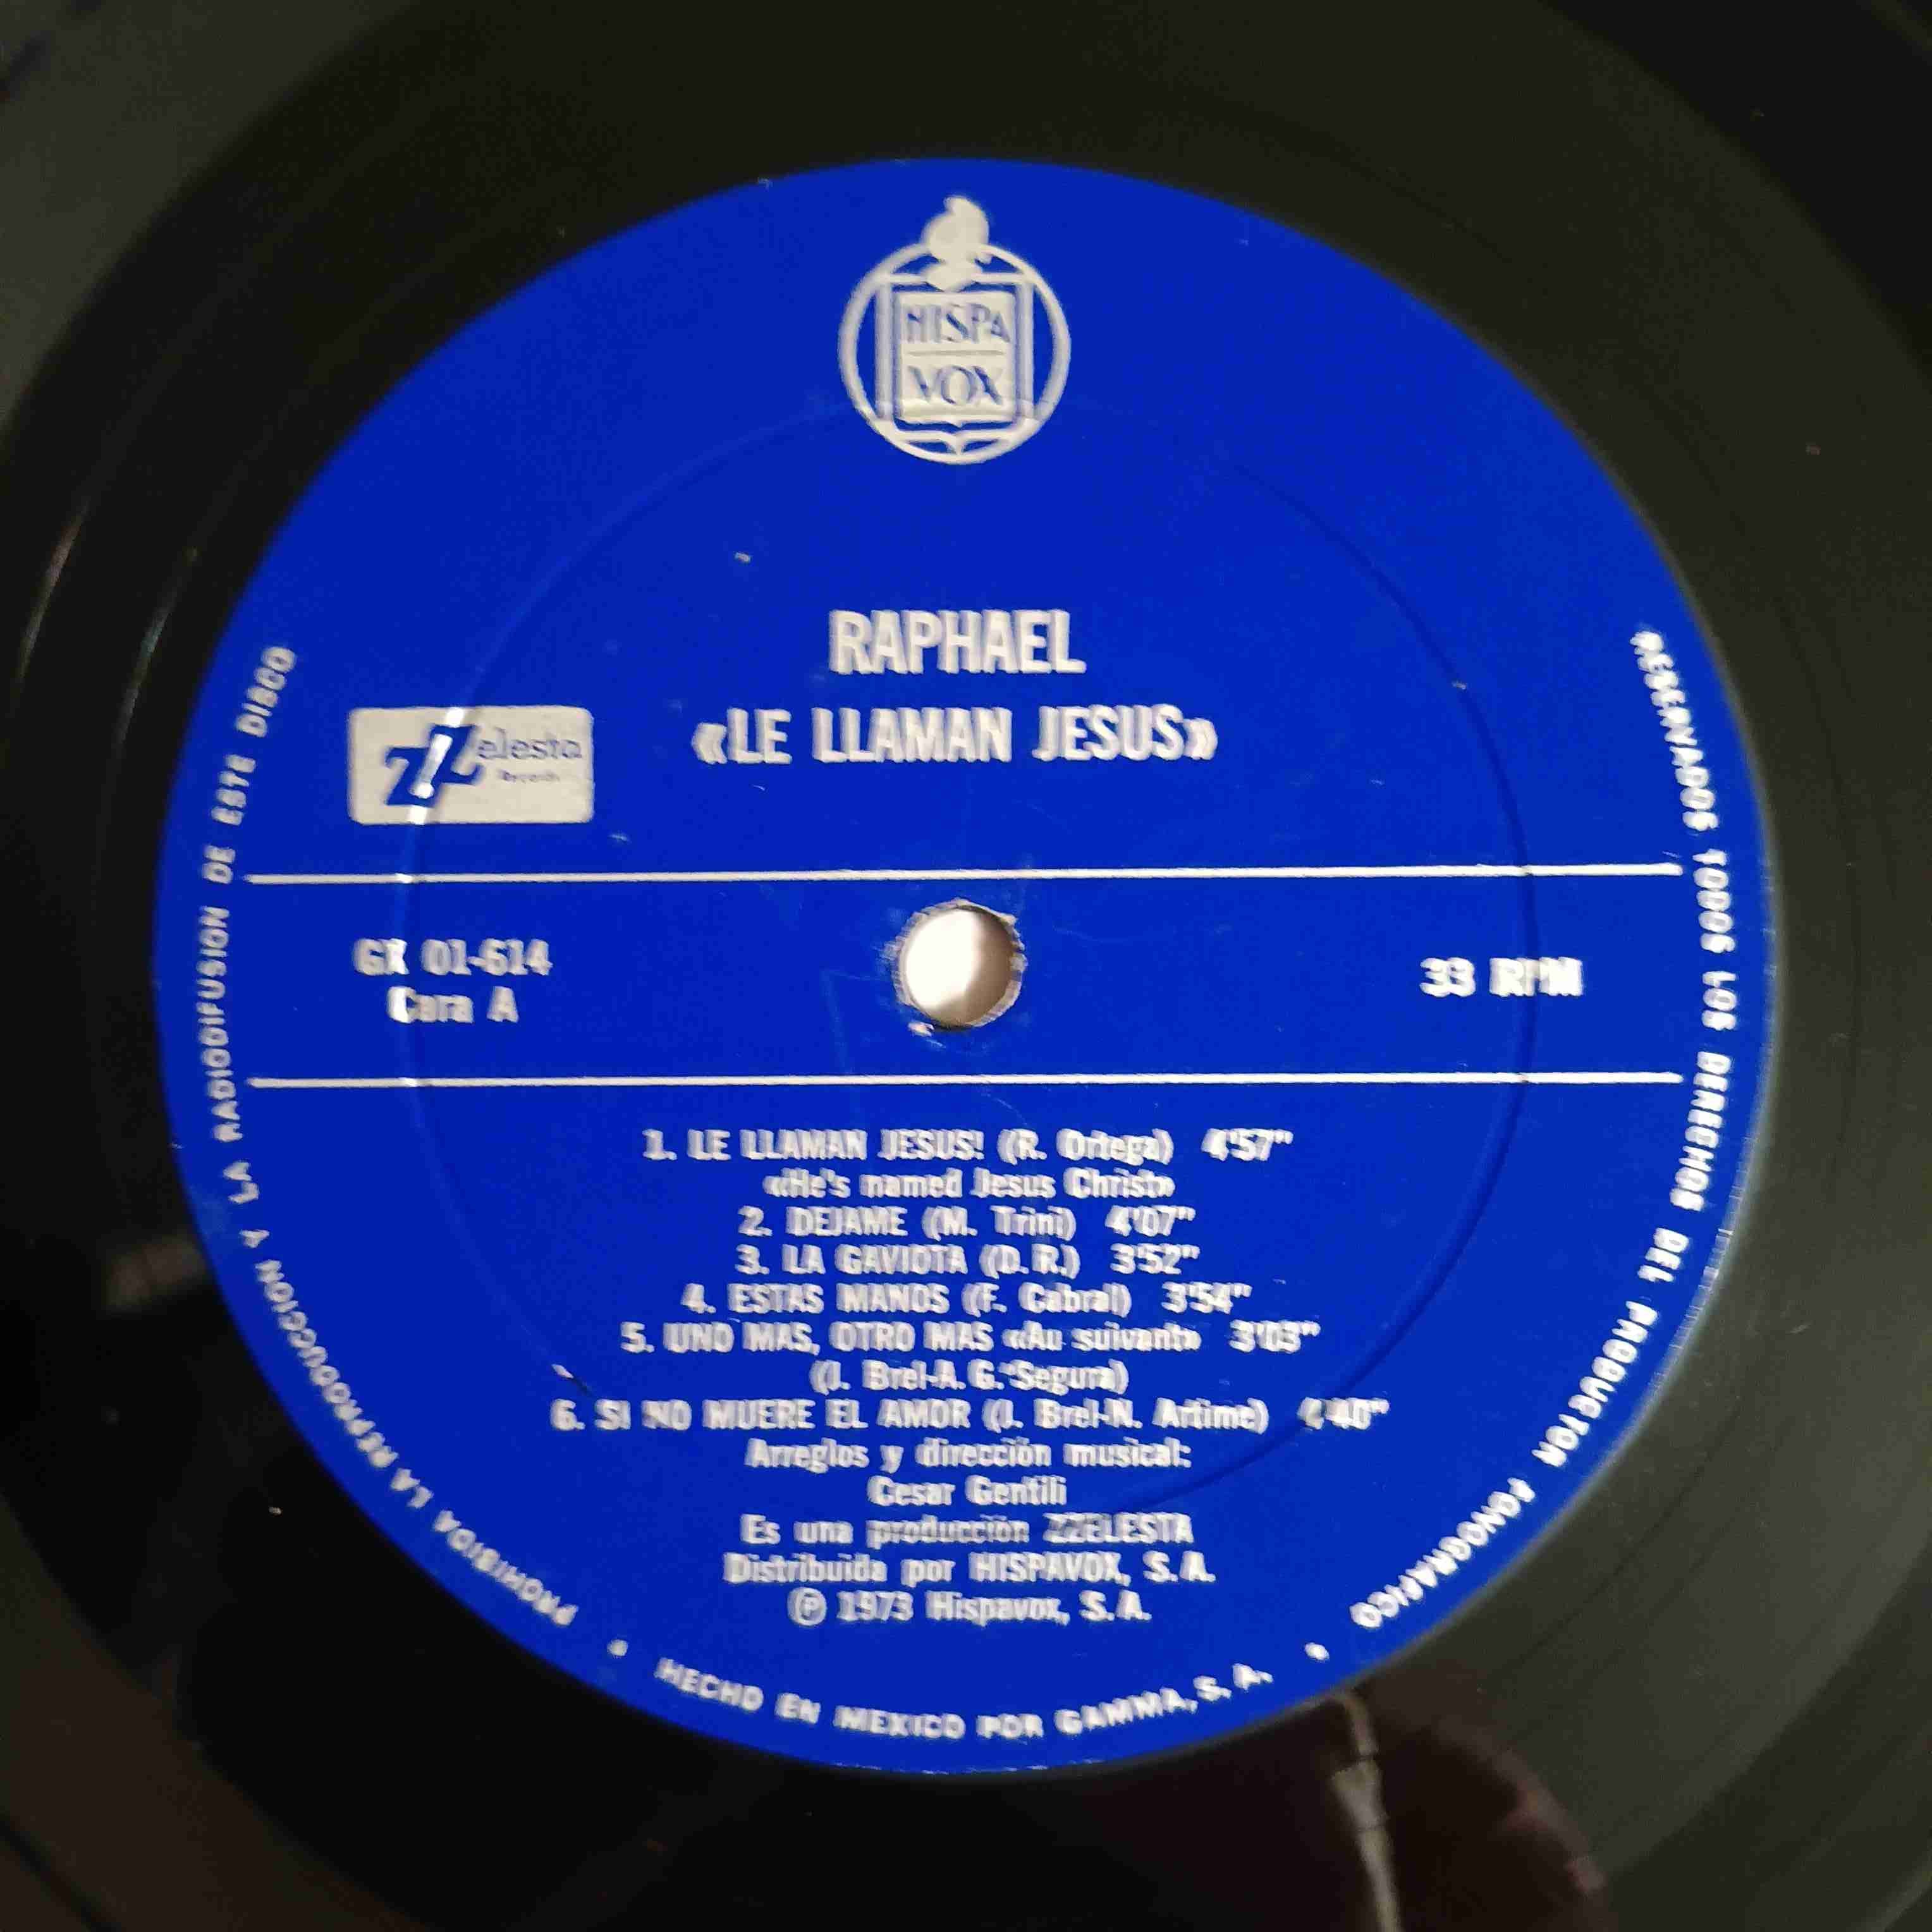 HISPA
VOX
RAPHAEL
«LE LLAMAN JESUS»
ZZelesta
Records
GX 01-614
Cara A
33 RPM
1. LE LLAMAN JESUS! (R. Ortega) 4'57"
«He's named Jesus Christ»
2. DEJAME (M. Trini) 4'07"
3. LA GAVIOTA (D. R.) 3'52"
4. ESTAS MANOS (F. Cabral) 3'54"
5. UNO MAS, OTRO MAS «Au suivant» 3'03"
(J. Brel-A. G.ª Segura)
6. SI NO MUERE EL AMOR (J. Brel-N. Artime) 4'40"
Arreglos y dirección musical:
Cesar Gentili
Es una producción ZZELESTA
Distribuida por HISPAVOX, S. A.
Ⓟ 1973 Hispavox, S. A.
PROHIBIDA LA REPRODUCCION Y LA RADIODIFUSION DE ESTE DISCO
RESERVADOS TODOS LOS DERECHOS DEL PRODUCTOR FONOGRAFICO
• HECHO EN MEXICO POR GAMMA, S. A. •